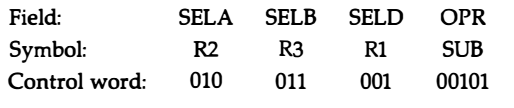 Field: SELA SELB SELD OPR
Symbol: R2 R3 R1 SUB
Control word: 010 011 001 00101